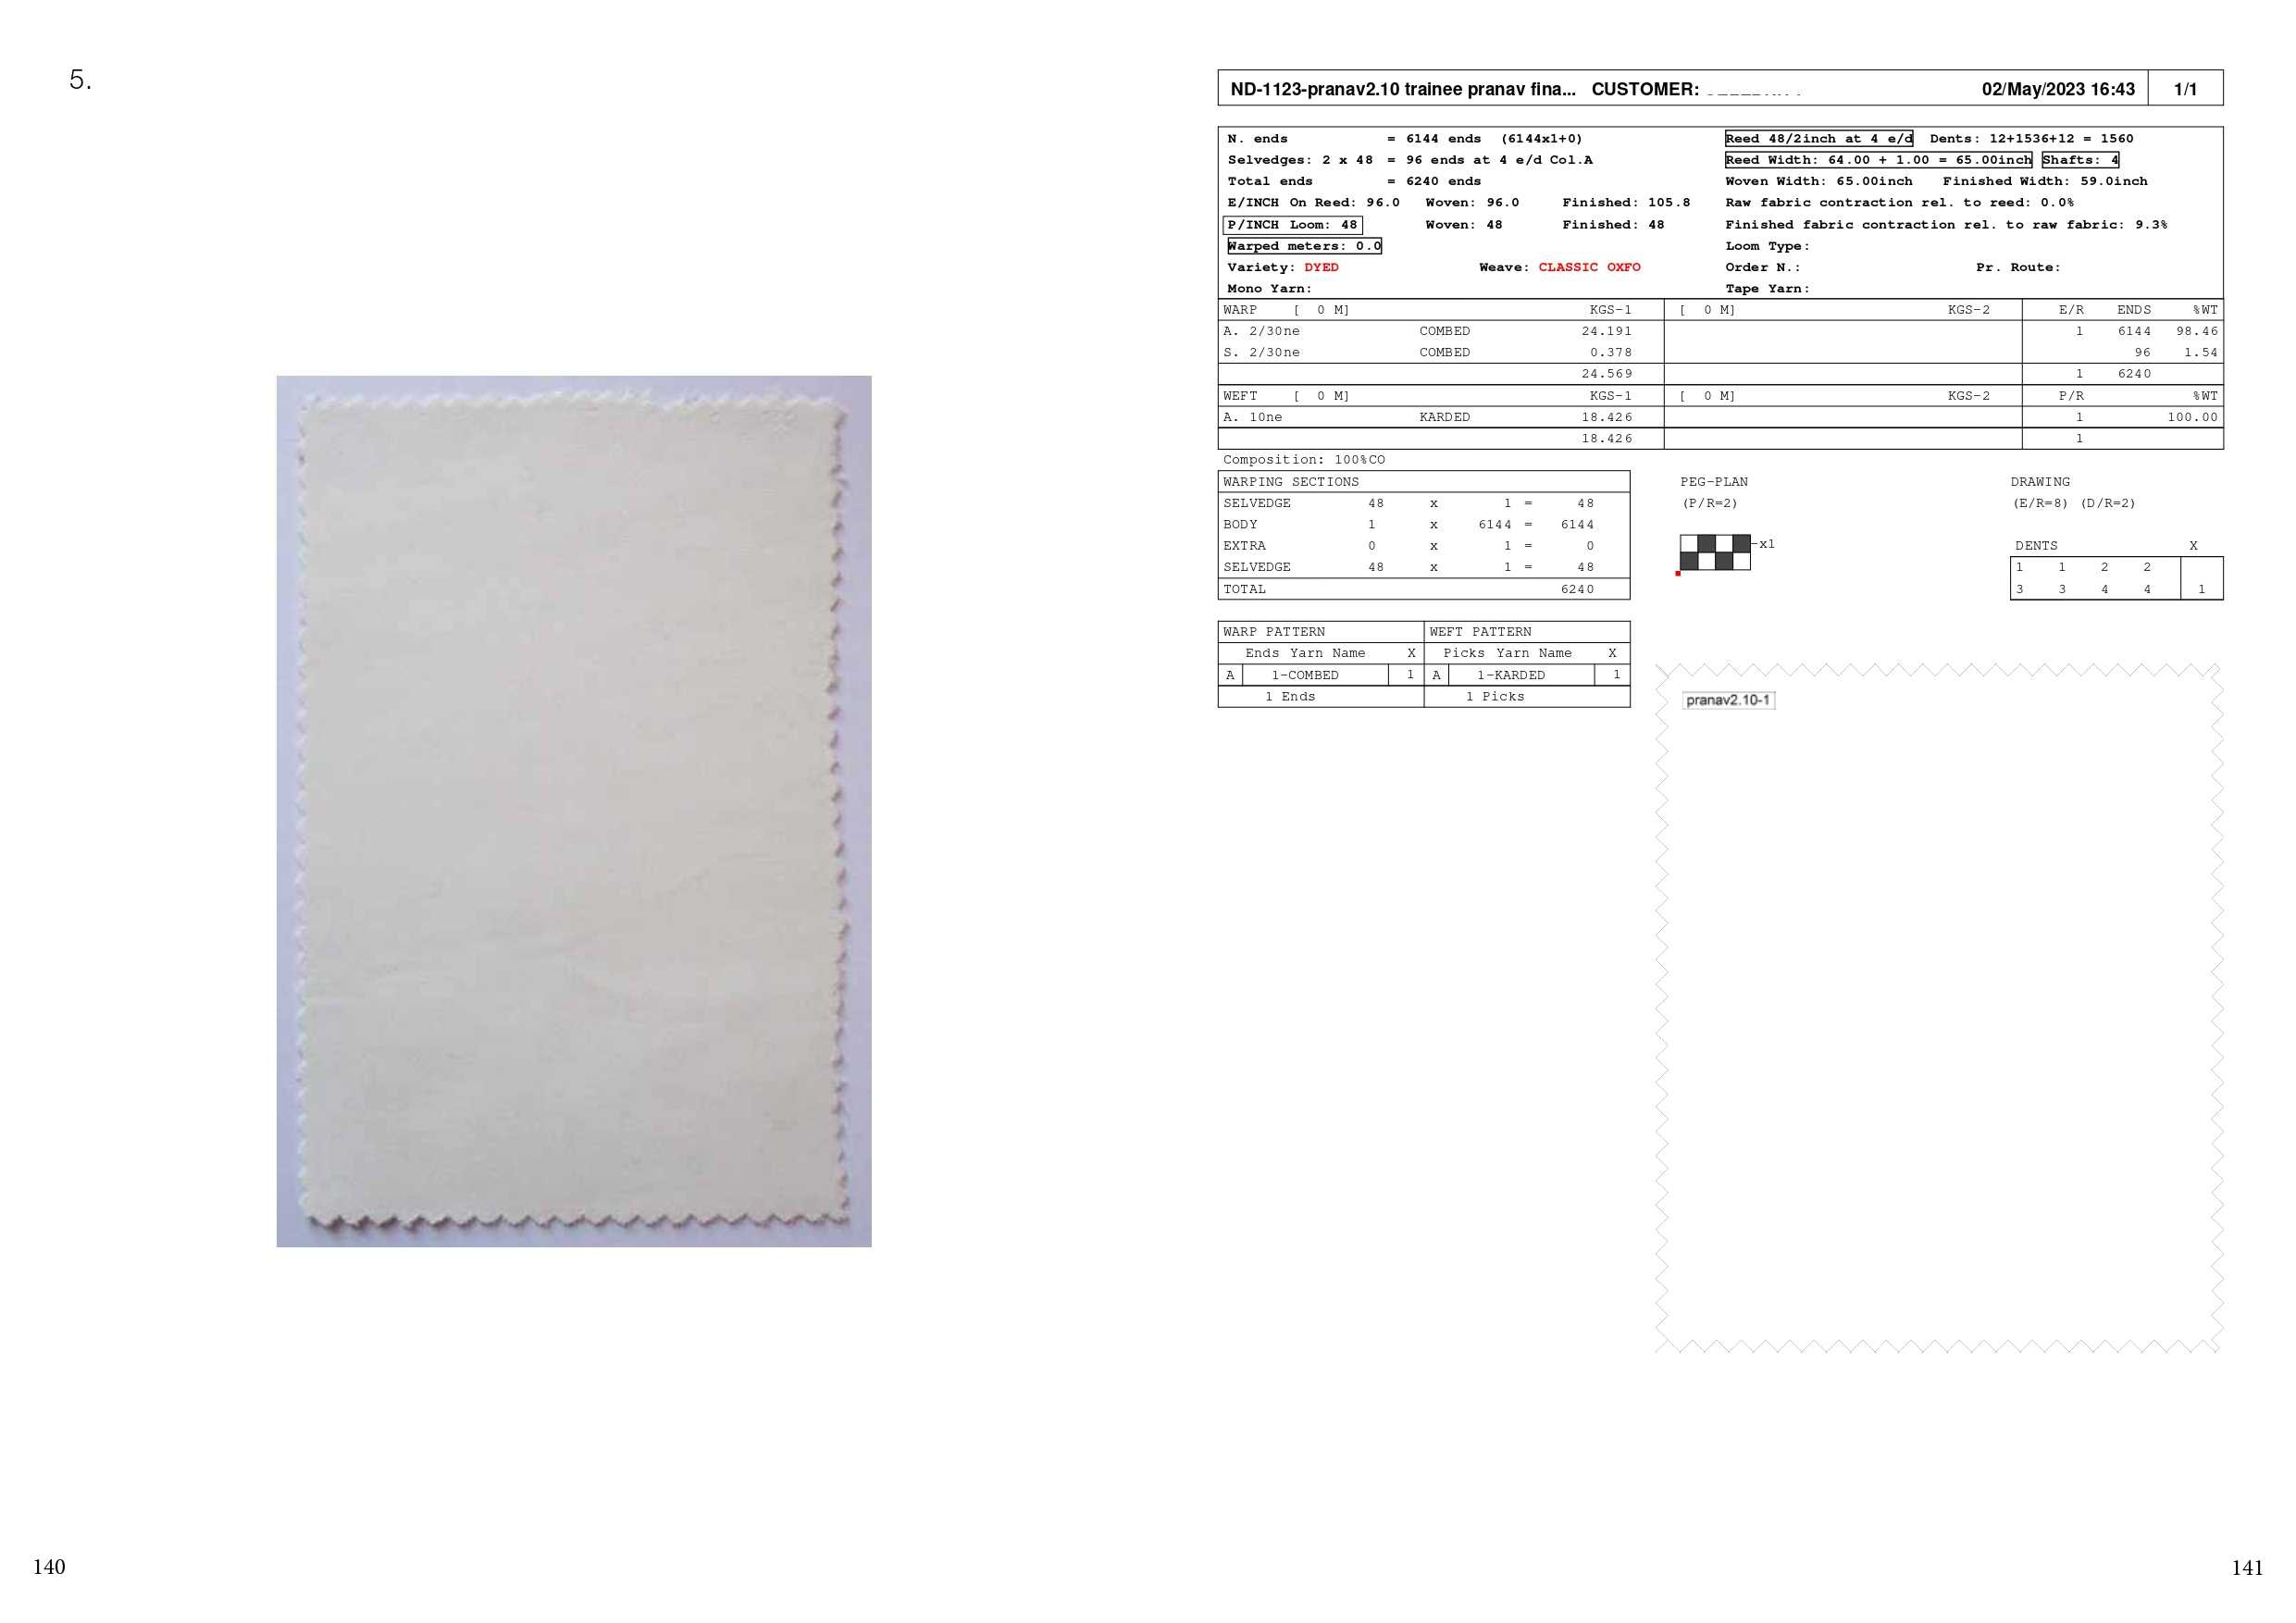 5.
ND-1123-pranav2.10 trainee pranav fina... CUSTOMER: 02/May/2023 16:43 1/1
N. ends = 6144 ends (6144x1+0) Reed 48/2inch at 4 e/d Dents: 12+1536+12 = 1560
Selvedges: 2 x 48 = 96 ends at 4 e/d Col.A Reed Width: 64.00 + 1.00 = 65.00inch Shafts: 4
Total ends = 6240 ends Woven Width: 65.00inch Finished Width: 59.0inch
E/INCH On Reed: 96.0 Woven: 96.0 Finished: 105.8 Raw fabric contraction rel. to reed: 0.0%
P/INCH Loom: 48 Woven: 48 Finished: 48 Finished fabric contraction rel. to raw fabric: 9.3%
Warped meters: 0.0 Loom Type:
Variety: DYED Weave: CLASSIC OXFO Order N.: Pr. Route:
Mono Yarn: Tape Yarn:
WARP [ 0 M] KGS-1 [ 0 M] KGS-2 E/R ENDS %WT
A. 2/30ne COMBED 24.191 1 6144 98.46
S. 2/30ne COMBED 0.378 96 1.54
24.569 1 6240
WEFT [ 0 M] KGS-1 [ 0 M] KGS-2 P/R %WT
A. 10ne KARDED 18.426 1 100.00
18.426 1
Composition: 100%CO
WARPING SECTIONS PEG-PLAN DRAWING
SELVEDGE 48 x 1 = 48 (P/R=2) (E/R=8) (D/R=2)
BODY 1 x 6144 = 6144
EXTRA 0 x 1 = 0 -x1 DENTS X
SELVEDGE 48 x 1 = 48 1 1 2 2
TOTAL 6240 3 3 4 4 1
WARP PATTERN WEFT PATTERN
Ends Yarn Name X Picks Yarn Name X
A 1-COMBED 1 A 1-KARDED 1
1 Ends 1 Picks
pranav2.10-1
140 141